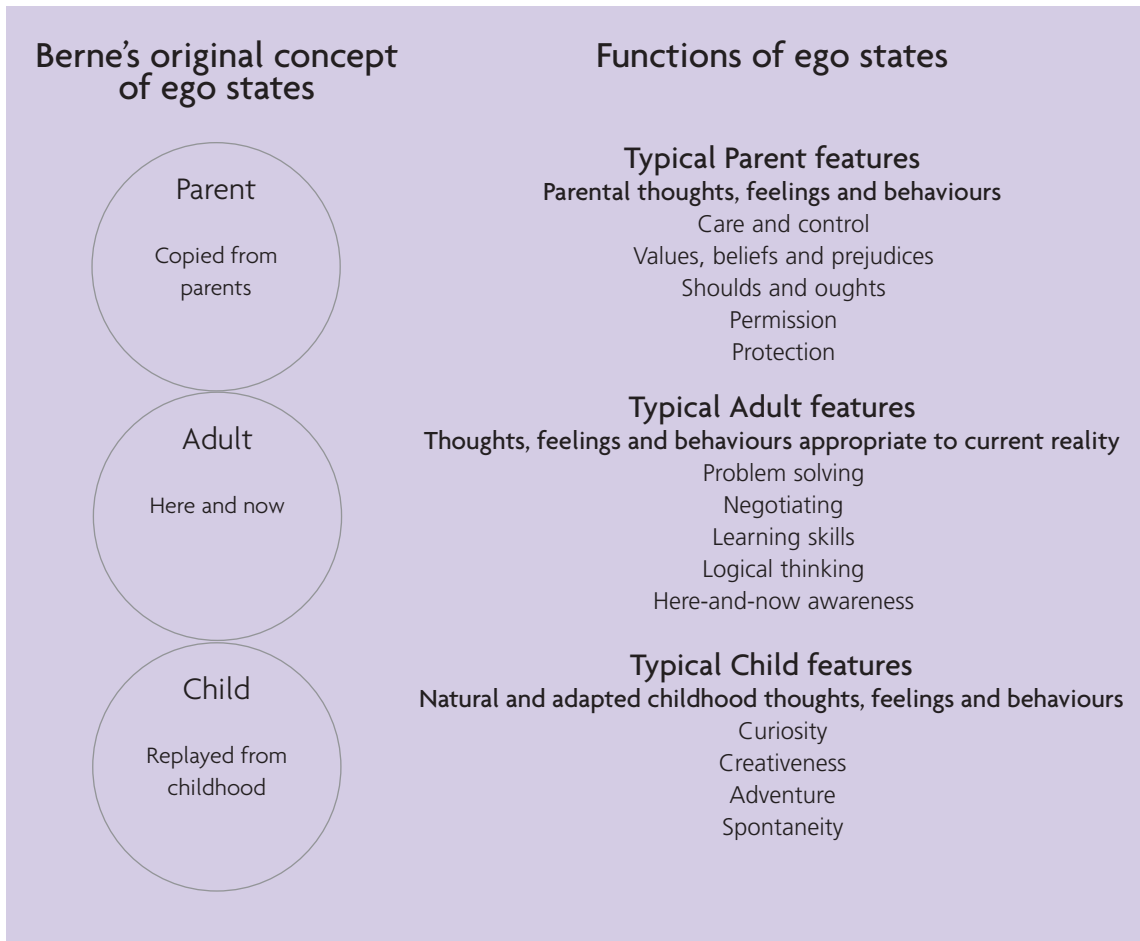 Berne’s original concept
of ego states
Functions of ego states
Parent
Copied from
parents
Typical Parent features
Parental thoughts, feelings and behaviours
Care and control
Values, beliefs and prejudices
Shoulds and oughts
Permission
Protection
Adult
Here and now
Typical Adult features
Thoughts, feelings and behaviours appropriate to current reality
Problem solving
Negotiating
Learning skills
Logical thinking
Here-and-now awareness
Child
Replayed from
childhood
Typical Child features
Natural and adapted childhood thoughts, feelings and behaviours
Curiosity
Creativeness
Adventure
Spontaneity